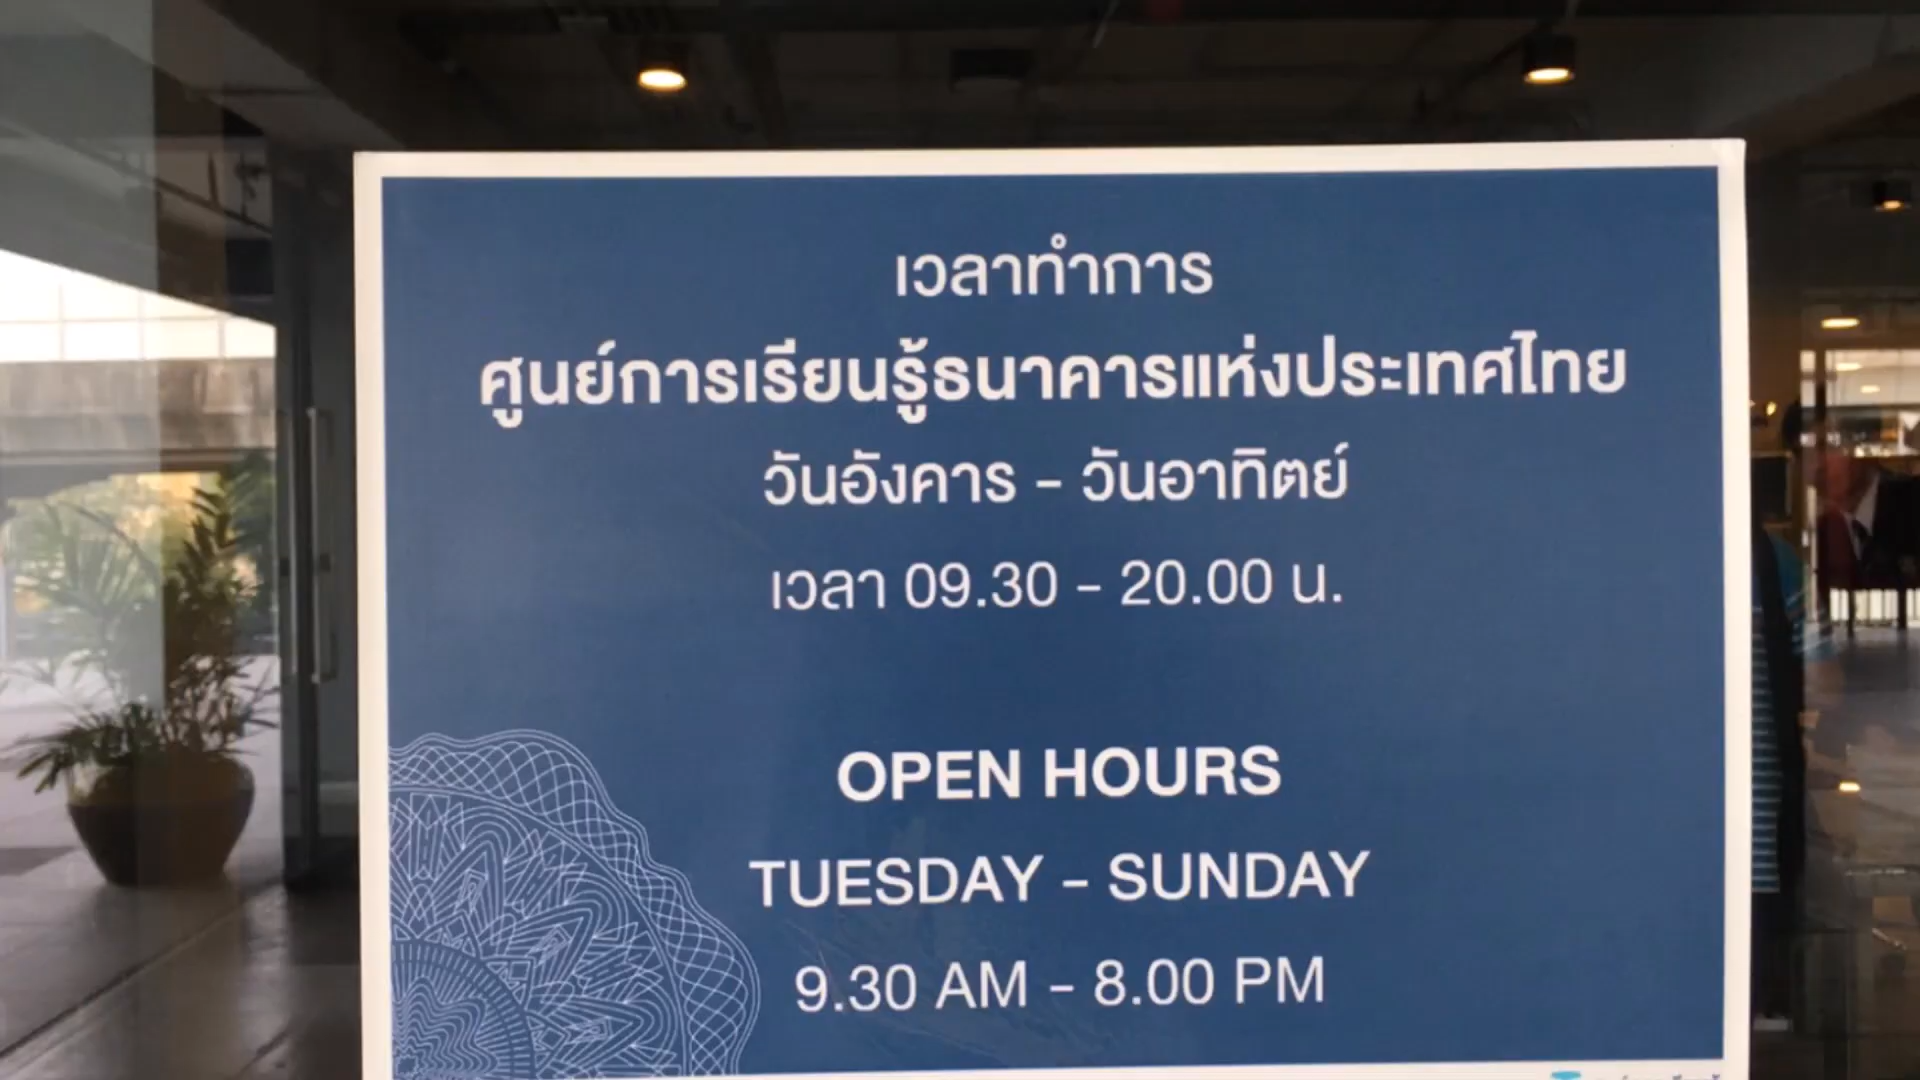 เวลาทำการ
ศูนย์การเรียนรู้ธนาคารแห่งประเทศไทย
วันอังคาร - วันอาทิตย์
เวลา 09.30 - 20.00 น.
OPEN HOURS
TUESDAY - SUNDAY
9.30 AM - 8.00 PM